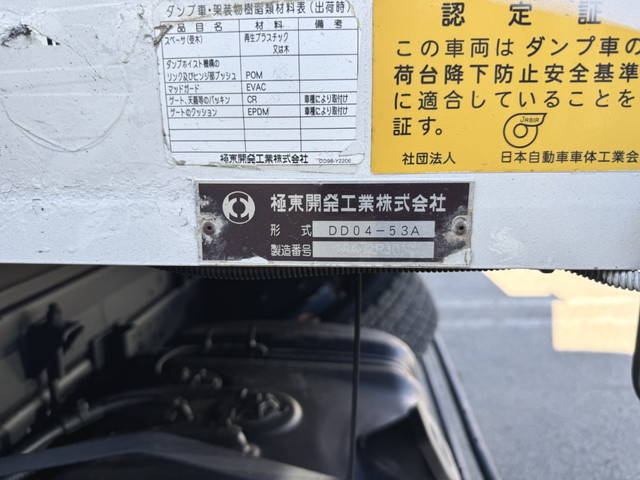 ダンプ車・架装物樹脂類材料表(出荷時)
品目名 材料名 備考
スペーサ(受木) 再生プラスチック
又は木
ダンプホイスト機構の
リンク及びヒンジ部ブッシュ POM
マッドガード EVAC
ゲート、天蓋等のパッキン CR 車種により取付け
ゲートのクッション EPDM 車種により取付け
極東開発工業株式会社 DD98-Y2206
認定証
この車両は ダンプ車の
荷台降下防止安全基準
に適合していることを
証す。
JABIA
社団法人 日本自動車車体工業会
極東開発工業株式会社
形式 DD04-53A
製造番号